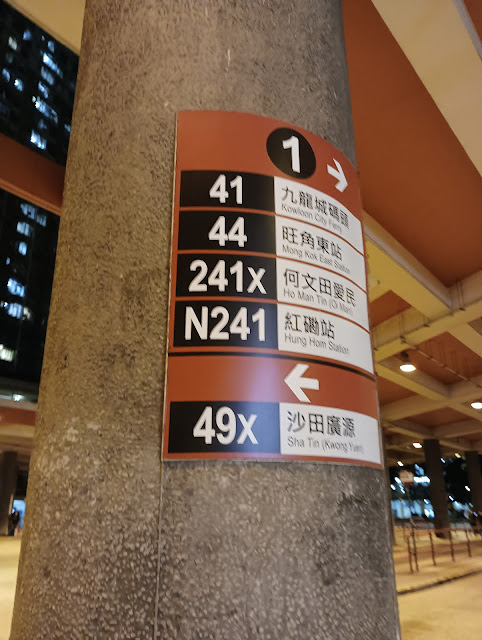 1 →
41 九龍城碼頭
Kowloon City Ferry
44 旺角東站
Mong Kok East Station
241X 何文田愛民
Ho Man Tin (Oi Man)
N241 紅磡站
Hung Hom Station
←
49X 沙田廣源
Sha Tin (Kwong Yuen)